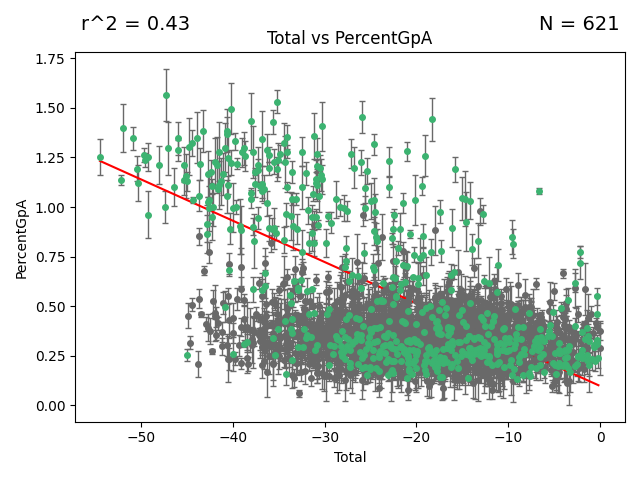 r^2 = 0.43
N = 621
Total vs PercentGpA
1.75
1.50
1.25
1.00
0.75
0.50
0.25
0.00
PercentGpA
−50
−40
−30
−20
−10
0
Total